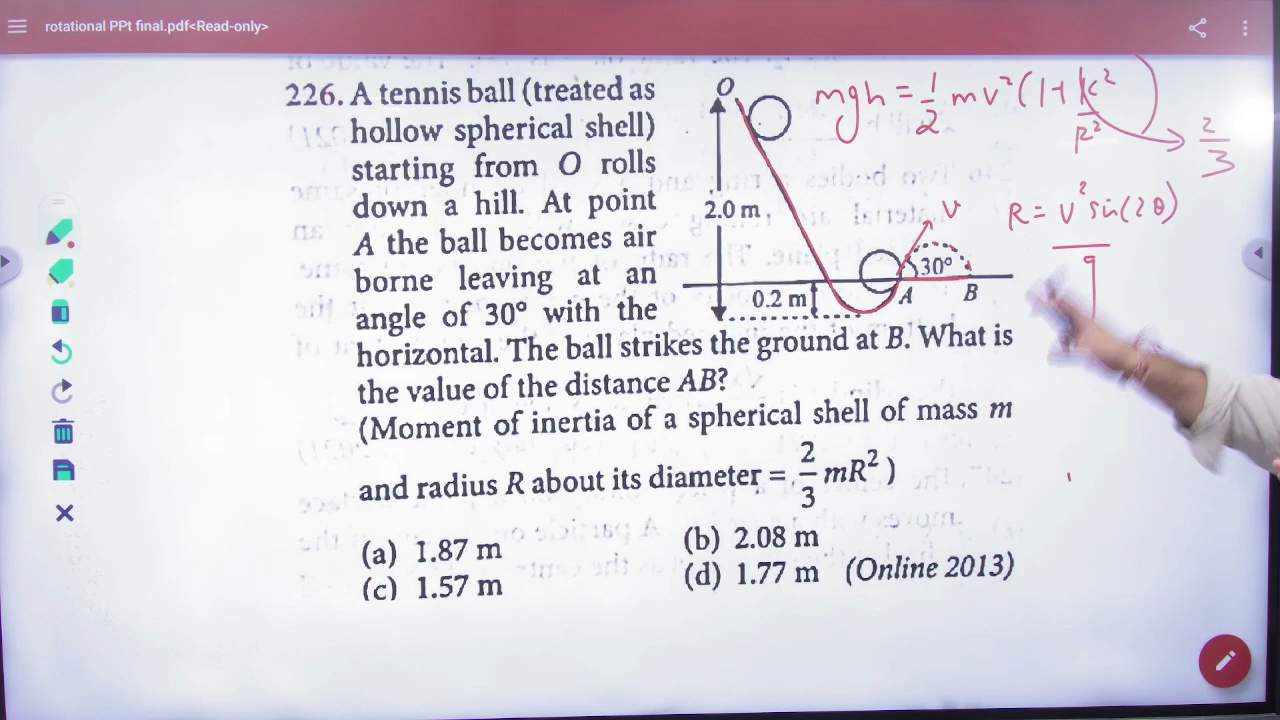 rotational PPt final.pdf<Read-only>
226. A tennis ball (treated as
hollow spherical shell)
starting from O rolls
down a hill. At point
A the ball becomes air
borne leaving at an
angle of 30° with the
horizontal. The ball strikes the ground at B. What is
the value of the distance AB?
(Moment of inertia of a spherical shell of mass m
and radius R about its diameter = 2/3 mR²)
(a) 1.87 m
(b) 2.08 m
(c) 1.57 m
(d) 1.77 m (Online 2013)
O
2.0 m
0.2 m
30°
A
B
v
mgh = 1/2 mv² (1 + k²/R²)
2/3
R = v² sin(2θ)
g